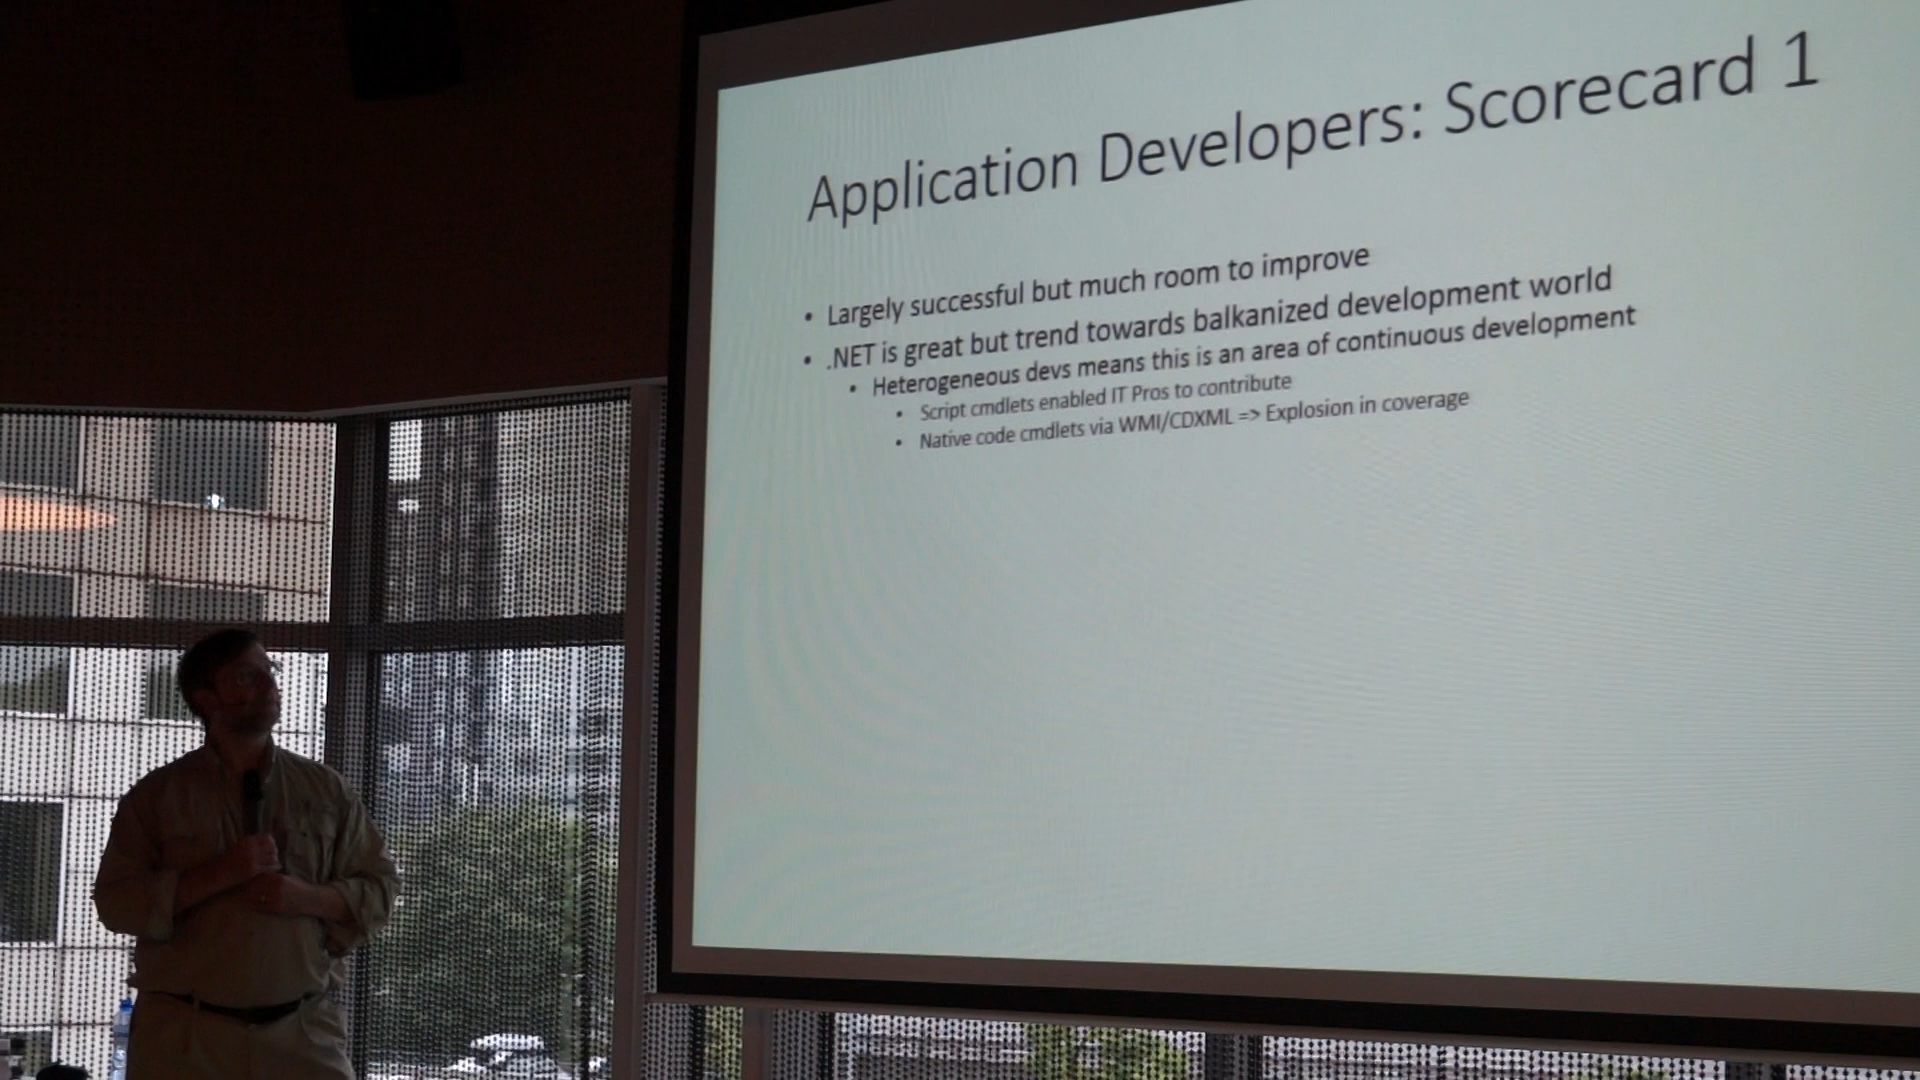 Application Developers: Scorecard 1
• Largely successful but much room to improve
• .NET is great but trend towards balkanized development world
• Heterogeneous devs means this is an area of continuous development
• Script cmdlets enabled IT Pros to contribute
• Native code cmdlets via WMI/CDXML => Explosion in coverage